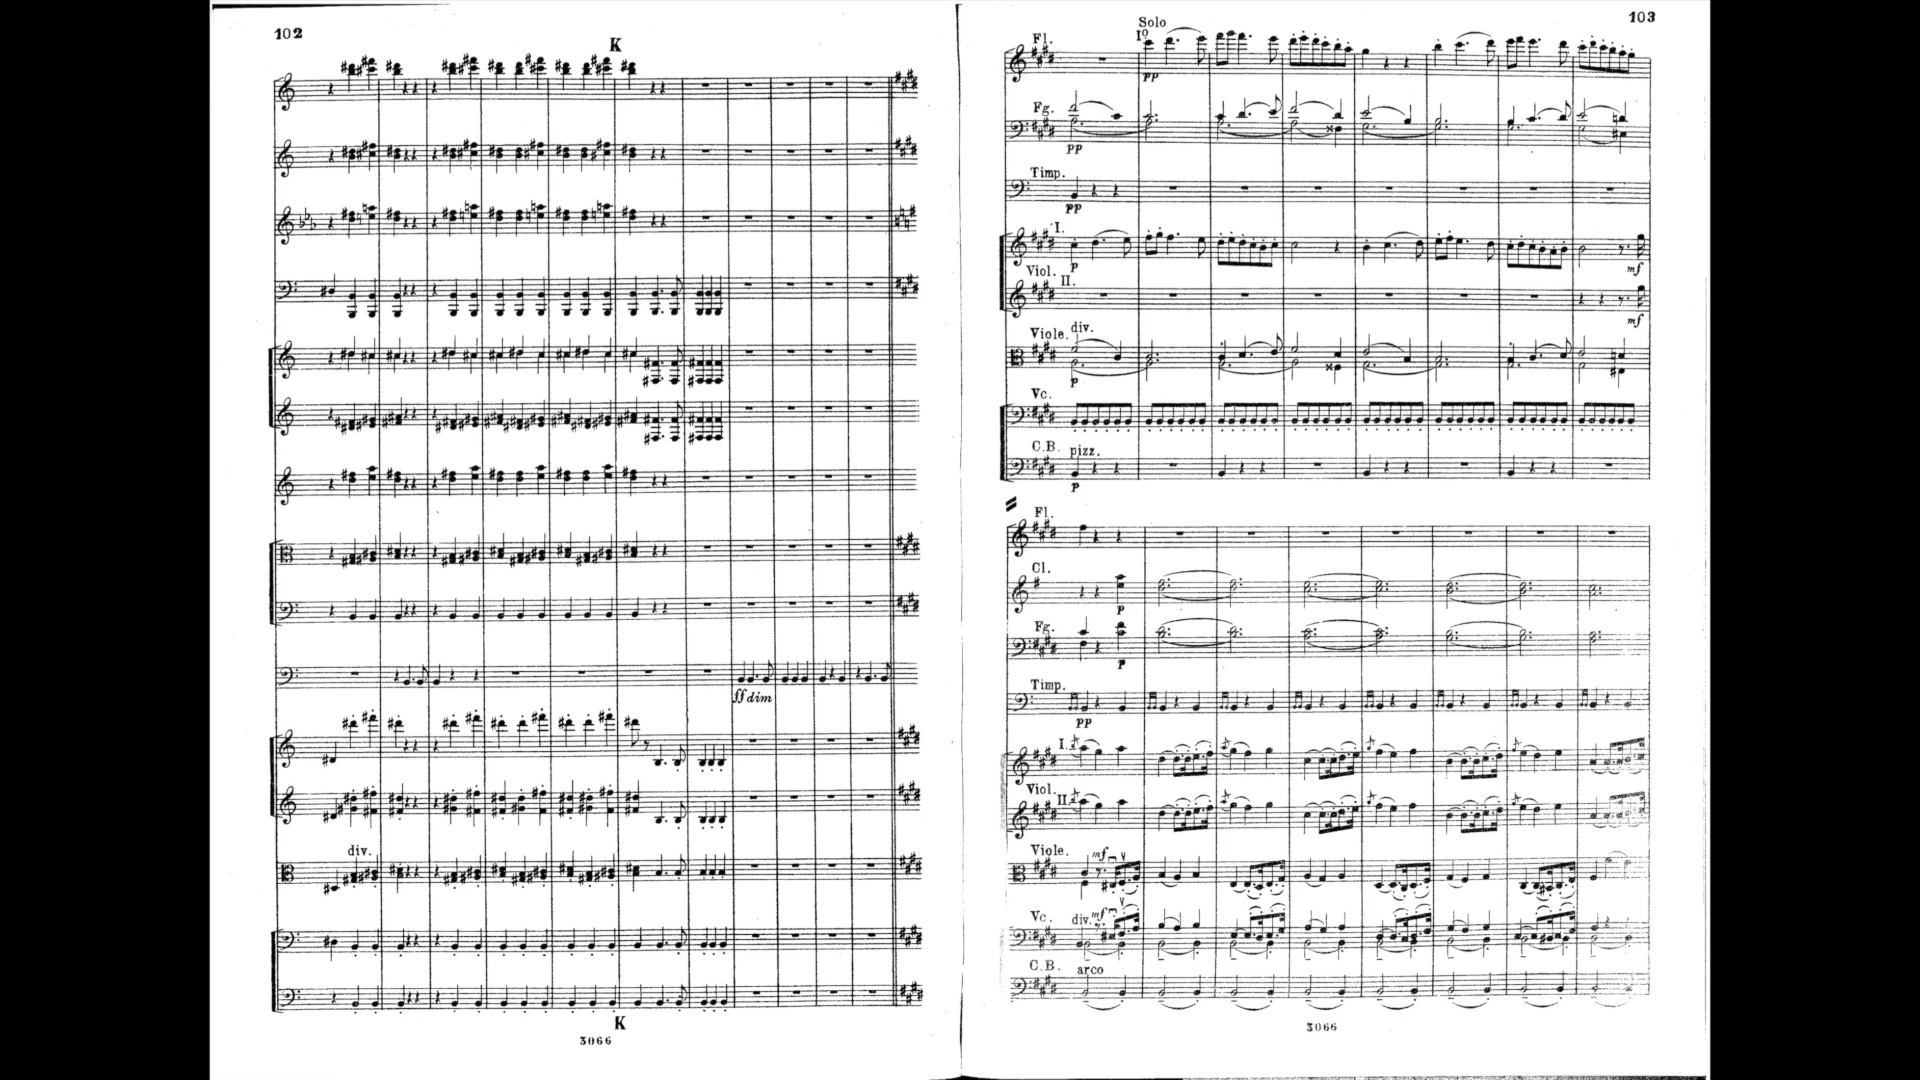 102
K
div.
ff dim
K
3066
103
Solo
Fl.
Iº
pp
Fg.
pp
Timp.
pp
I.
p
Viol.
II.
mf
mf
Viole.
div.
p
Vc.
C.B.
pizz.
p
Fl.
Cl.
p
Fg.
p
Timp.
pp
I.
Viol.
II.
Viole.
mf
Vc.
div.
mf
C.B.
arco
3066